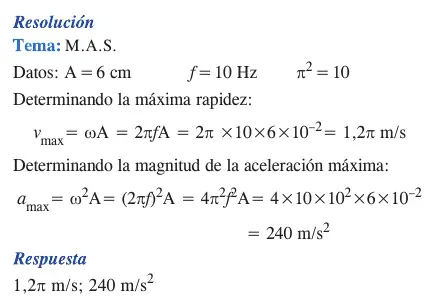 Resolución
Tema: M.A.S.
Datos: A = 6 cm f = 10 Hz π² = 10
Determinando la máxima rapidez:
vmax = ωA = 2πfA = 2π ×10×6×10⁻² = 1,2π m/s
Determinando la magnitud de la aceleración máxima:
amax = ω²A = (2πf)²A = 4π²f²A = 4×10×10²×6×10⁻²
= 240 m/s²
Respuesta
1,2π m/s; 240 m/s²